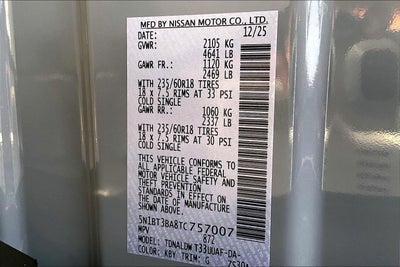 MFD BY NISSAN MOTOR CO., LTD.
DATE: 12/25
GVWR: 2105 KG
4641 LB
GAWR FR.: 1120 KG
2469 LB
WITH 235/60R18 TIRES
18 x 7.5 RIMS AT 33 PSI
COLD SINGLE
GAWR RR.: 1060 KG
2337 LB
WITH 235/60R18 TIRES
18 x 7.5 RIMS AT 30 PSI
COLD SINGLE
THIS VEHICLE CONFORMS TO
ALL APPLICABLE FEDERAL
MOTOR VEHICLE SAFETY AND
THEFT PREVENTION
STANDARDS IN EFFECT ON
THE DATE OF MANUFACTURE
SHOWN ABOVE.
5N1BT3BA8TC757007
MPV 872
MODEL: TDNALDW T33UUAF-DA-
COLOR: KBY TRIM: G